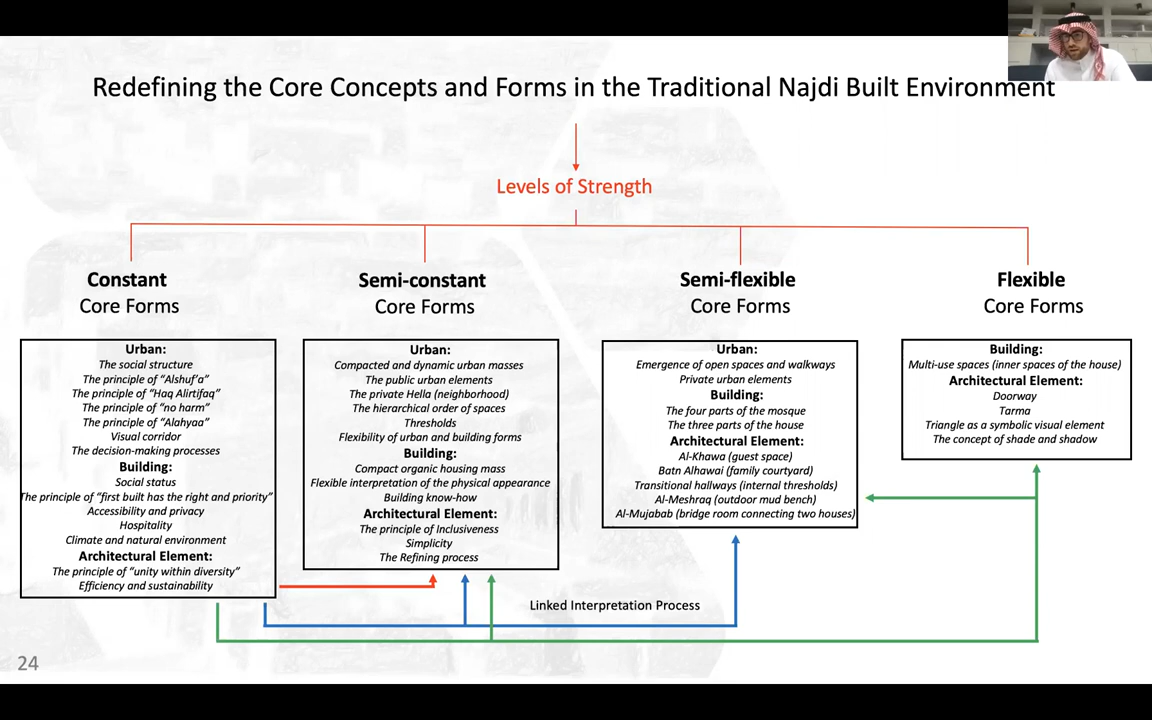 Redefining the Core Concepts and Forms in the Traditional Najdi Built Environment
Levels of Strength
Constant
Core Forms
Urban:
The social structure
The principle of “Alshuf’a”
The principle of “Haq Alirtifaq”
The principle of “no harm”
The principle of “Alahyaa”
Visual corridor
The decision-making processes
Building:
Social status
The principle of “first built has the right and priority”
Accessibility and privacy
Hospitality
Climate and natural environment
Architectural Element:
The principle of “unity within diversity”
Efficiency and sustainability
Semi-constant
Core Forms
Urban:
Compacted and dynamic urban masses
The public urban elements
The private Hella (neighborhood)
The hierarchical order of spaces
Thresholds
Flexibility of urban and building forms
Building:
Compact organic housing mass
Flexible interpretation of the physical appearance
Building know-how
Architectural Element:
The principle of Inclusiveness
Simplicity
The Refining process
Semi-flexible
Core Forms
Urban:
Emergence of open spaces and walkways
Private urban elements
Building:
The four parts of the mosque
The three parts of the house
Architectural Element:
Al-Khawa (guest space)
Batn Alhawai (family courtyard)
Transitional hallways (internal thresholds)
Al-Meshraq (outdoor mud bench)
Al-Mujabab (bridge room connecting two houses)
Flexible
Core Forms
Building:
Multi-use spaces (inner spaces of the house)
Architectural Element:
Doorway
Tarma
Triangle as a symbolic visual element
The concept of shade and shadow
Linked Interpretation Process
24